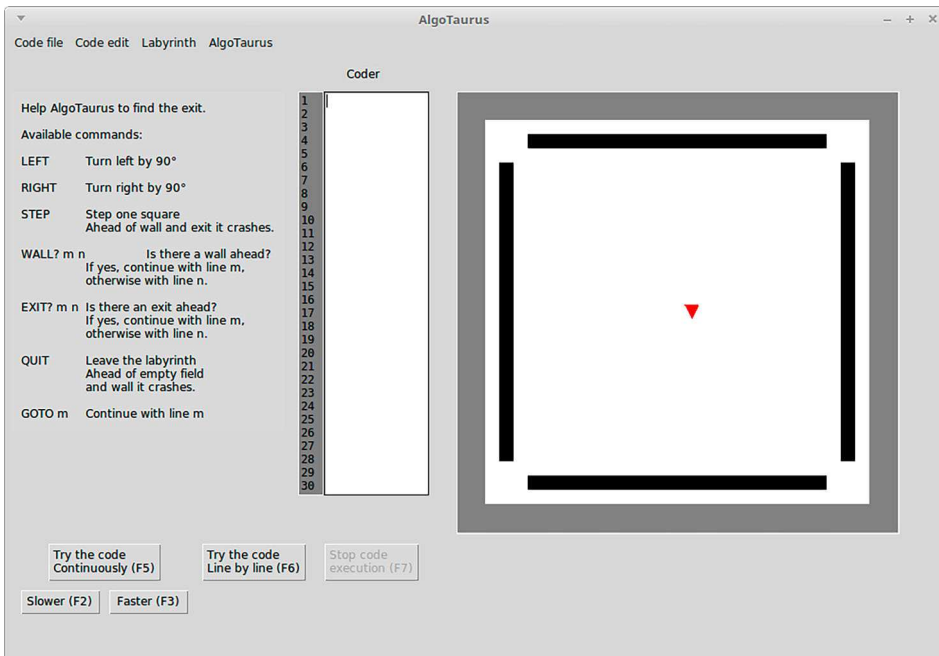 AlgoTaurus
Code file Code edit Labyrinth AlgoTaurus
Coder
Help AlgoTaurus to find the exit.
Available commands:
LEFT Turn left by 90°
RIGHT Turn right by 90°
STEP Step one square
Ahead of wall and exit it crashes.
WALL? m n Is there a wall ahead?
If yes, continue with line m,
otherwise with line n.
EXIT? m n Is there an exit ahead?
If yes, continue with line m,
otherwise with line n.
QUIT Leave the labyrinth
Ahead of empty field
and wall it crashes.
GOTO m Continue with line m
1
2
3
4
5
6
7
8
9
10
11
12
13
14
15
16
17
18
19
20
21
22
23
24
25
26
27
28
29
30
Try the code
Continuously (F5)
Try the code
Line by line (F6)
Stop code
execution (F7)
Slower (F2)
Faster (F3)